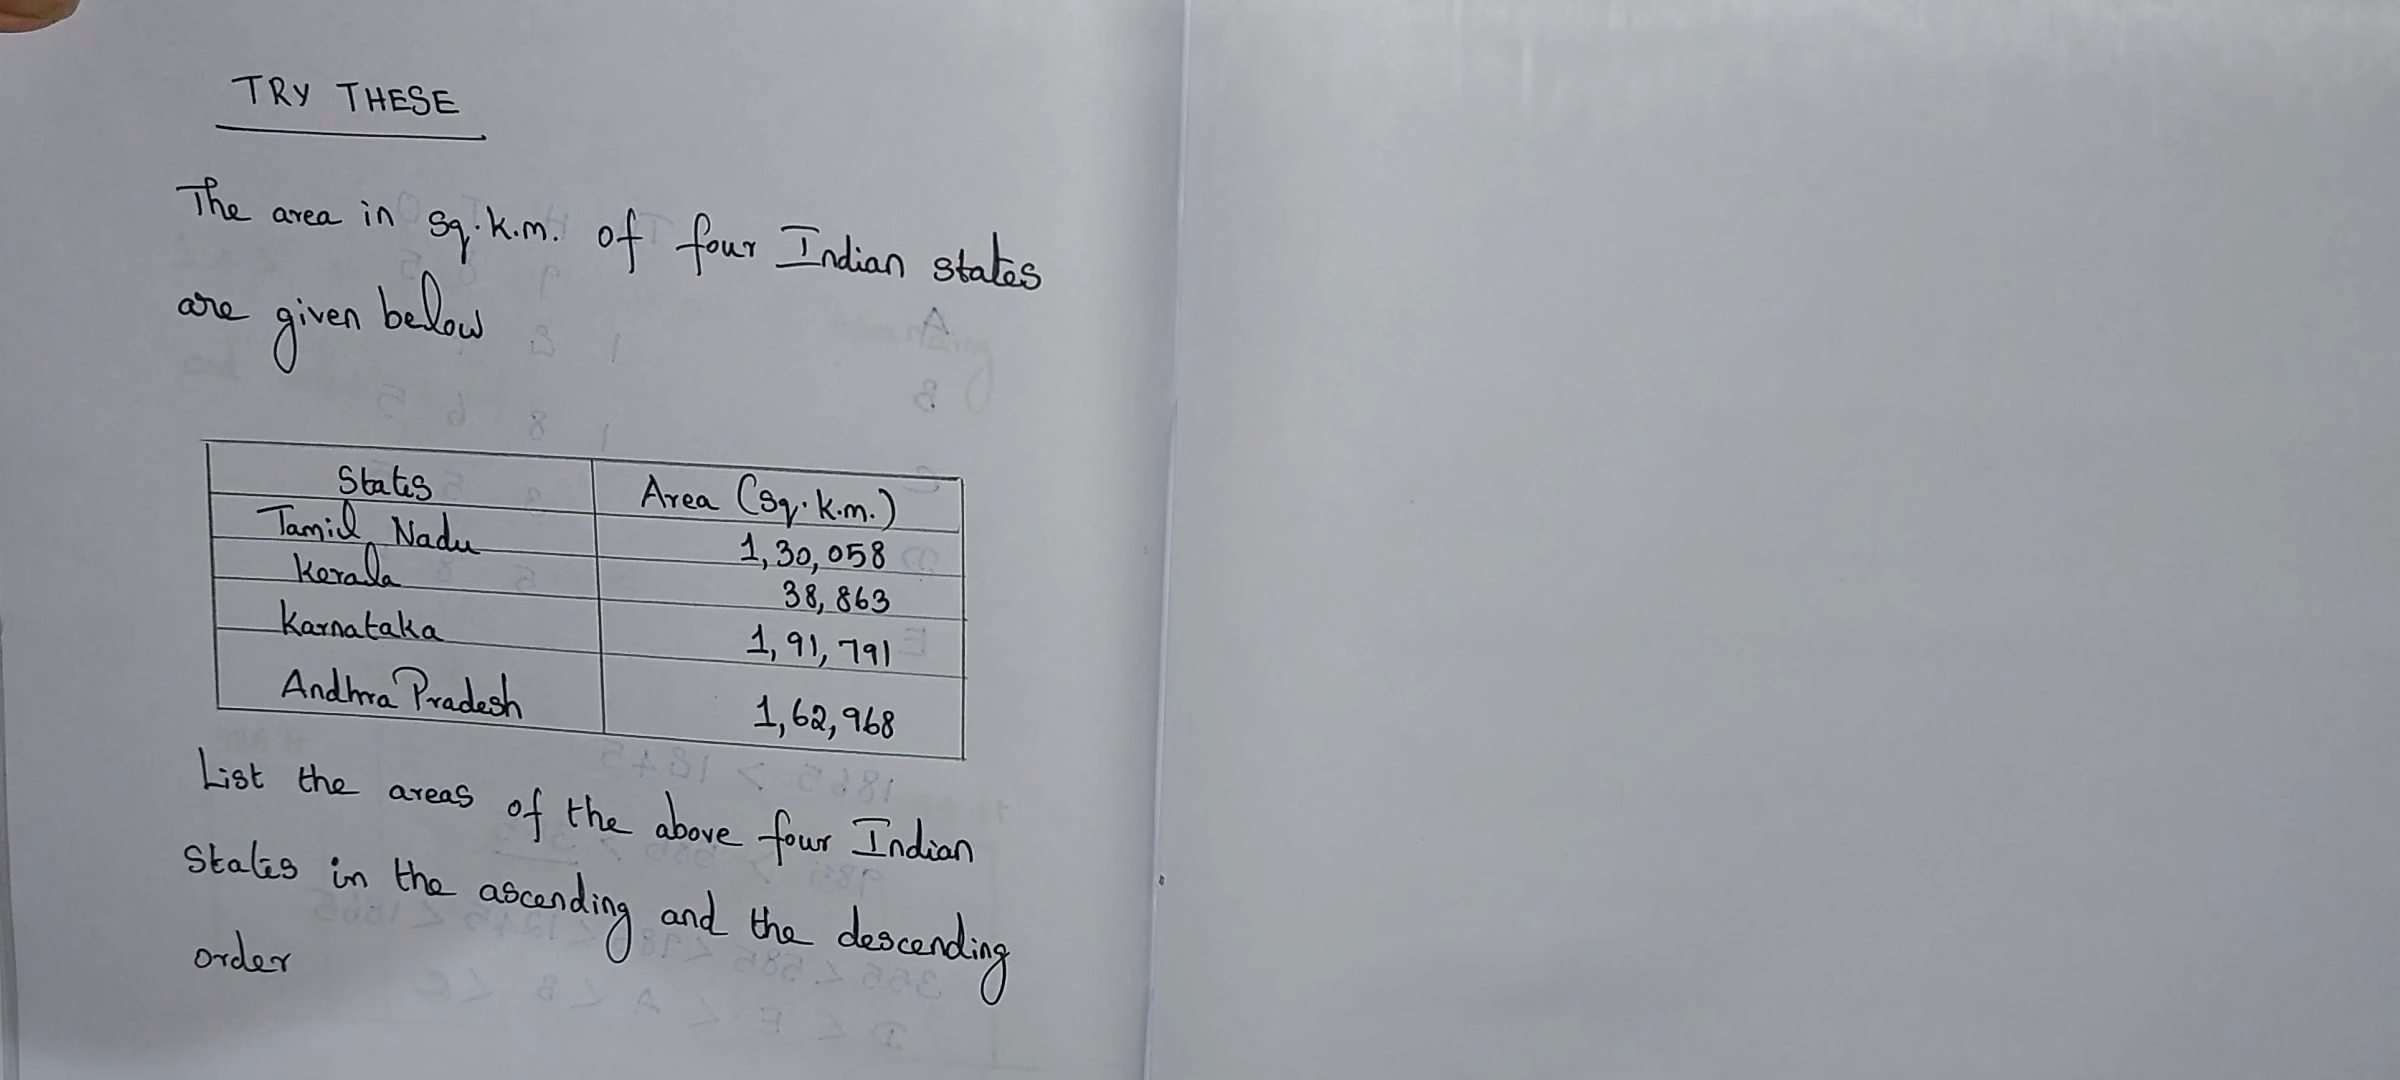 TRY THESE
The area in sq.k.m. of four Indian states
are given below
States Area (Sq.k.m.)
Tamil Nadu 1,30,058
Kerala 38,863
Karnataka 1,91,791
Andhra Pradesh 1,62,968
List the areas of the above four Indian
States in the ascending and the descending
order